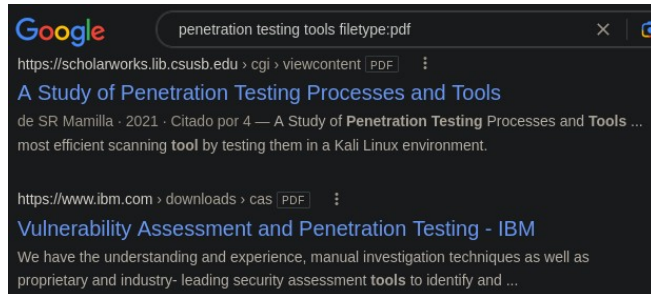 Google penetration testing tools filetype:pdf
https://scholarworks.lib.csusb.edu › cgi › viewcontent PDF
A Study of Penetration Testing Processes and Tools
de SR Mamilla · 2021 · Citado por 4 — A Study of Penetration Testing Processes and Tools ...
most efficient scanning tool by testing them in a Kali Linux environment.
https://www.ibm.com › downloads › cas PDF
Vulnerability Assessment and Penetration Testing - IBM
We have the understanding and experience, manual investigation techniques as well as
proprietary and industry- leading security assessment tools to identify and ...